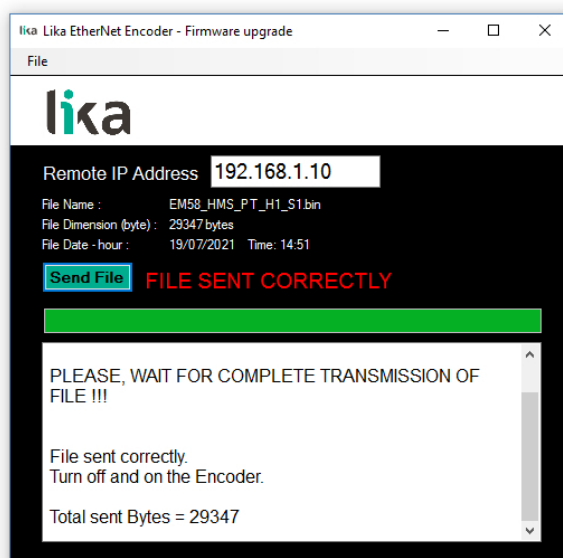 lika Lika EtherNet Encoder - Firmware upgrade
File
lika
Remote IP Address 192.168.1.10
File Name : EM58_HMS_PT_H1_S1.bin
File Dimension (byte) : 29347 bytes
File Date - hour : 19/07/2021 Time: 14:51
Send File FILE SENT CORRECTLY
PLEASE, WAIT FOR COMPLETE TRANSMISSION OF
FILE !!!
File sent correctly.
Turn off and on the Encoder.
Total sent Bytes = 29347